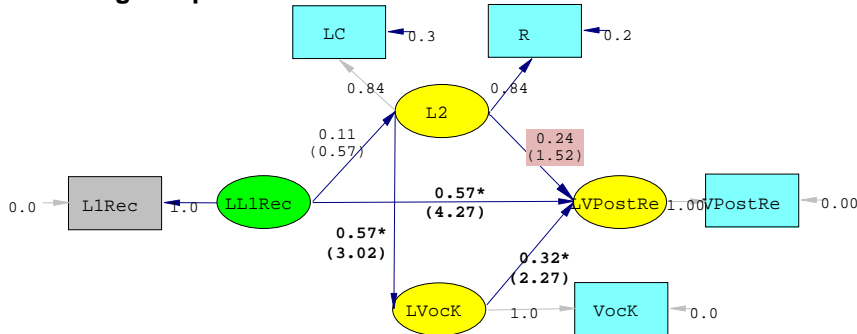 LC
0.3
R
0.2
0.84
0.84
L2
0.11
(0.57)
0.24
(1.52)
0.0
L1Rec
1.0
LL1Rec
0.57*
(4.27)
LVPostRe
1.00
VPostRe
0.00
0.57*
(3.02)
0.32*
(2.27)
LVocK
1.0
VocK
0.0